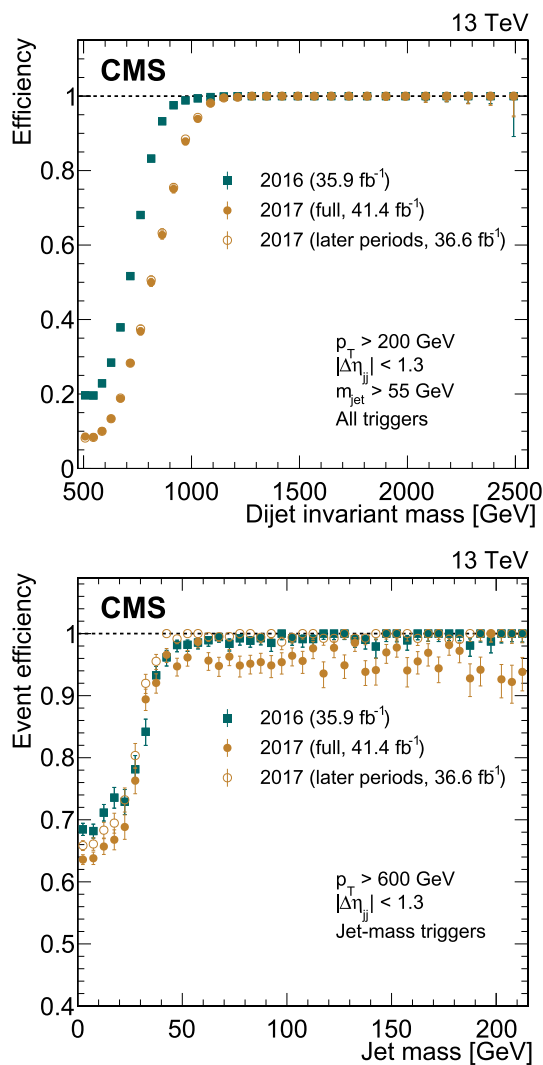 13 TeV
CMS
Efficiency
1
0.8
0.6
0.4
0.2
0
2016 (35.9 fb⁻¹)
2017 (full, 41.4 fb⁻¹)
2017 (later periods, 36.6 fb⁻¹)
p_T > 200 GeV
|Δη_jj| < 1.3
m_jet > 55 GeV
All triggers
500 1000 1500 2000 2500
Dijet invariant mass [GeV]
13 TeV
CMS
Event efficiency
1
0.9
0.8
0.7
0.6
0.5
0.4
2016 (35.9 fb⁻¹)
2017 (full, 41.4 fb⁻¹)
2017 (later periods, 36.6 fb⁻¹)
p_T > 600 GeV
|Δη_jj| < 1.3
Jet-mass triggers
0 50 100 150 200
Jet mass [GeV]